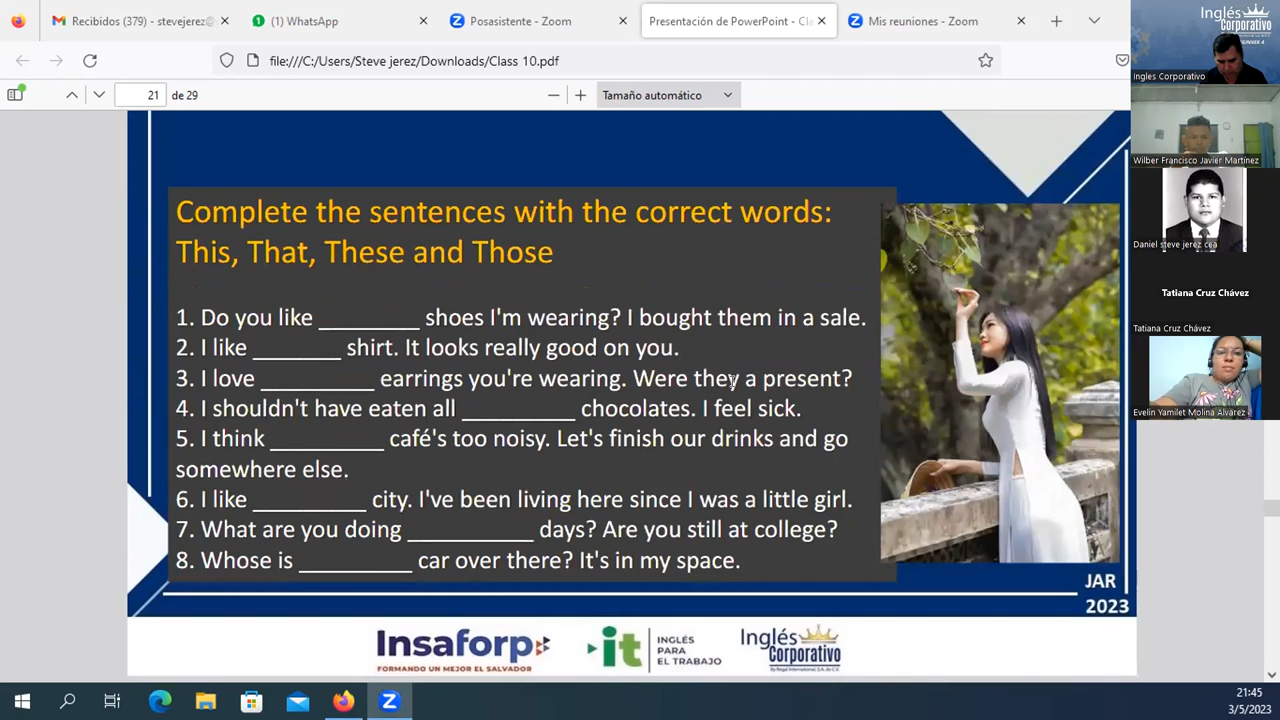 Recibidos (379) - stevejerez@
(1) WhatsApp
Posasistente - Zoom
Presentación de PowerPoint - Cla
Mis reuniones - Zoom
file:///C:/Users/Steve jerez/Downloads/Class 10.pdf
21 de 29
Tamaño automático
Complete the sentences with the correct words:
This, That, These and Those
1. Do you like ________ shoes I'm wearing? I bought them in a sale.
2. I like _______ shirt. It looks really good on you.
3. I love _________ earrings you're wearing. Were they a present?
4. I shouldn't have eaten all _________ chocolates. I feel sick.
5. I think _________ café's too noisy. Let's finish our drinks and go
somewhere else.
6. I like _________ city. I've been living here since I was a little girl.
7. What are you doing __________ days? Are you still at college?
8. Whose is _________ car over there? It's in my space.
JAR
2023
Insaforp
FORMANDO UN MEJOR EL SALVADOR
it
INGLÉS
PARA
EL TRABAJO
Inglés
Corporativo
Inglés
Corporativo
Ingles Corporativo
Wilber Francisco Javier Martínez
Daniel steve jerez cea
Tatiana Cruz Chávez
Tatiana Cruz Chávez
Evelin Yamilet Molina Alvarez
21:45
3/5/2023